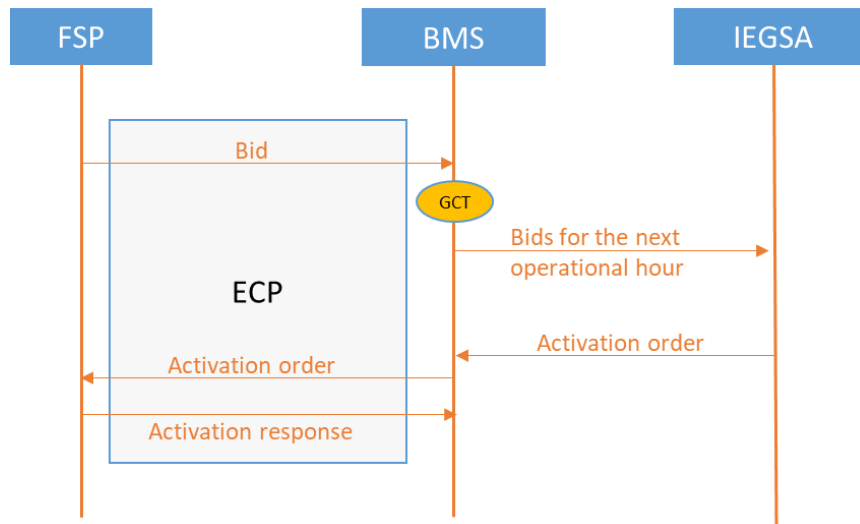 FSP
BMS
IEGSA
Bid
GCT
Bids for the next
operational hour
ECP
Activation order
Activation order
Activation response